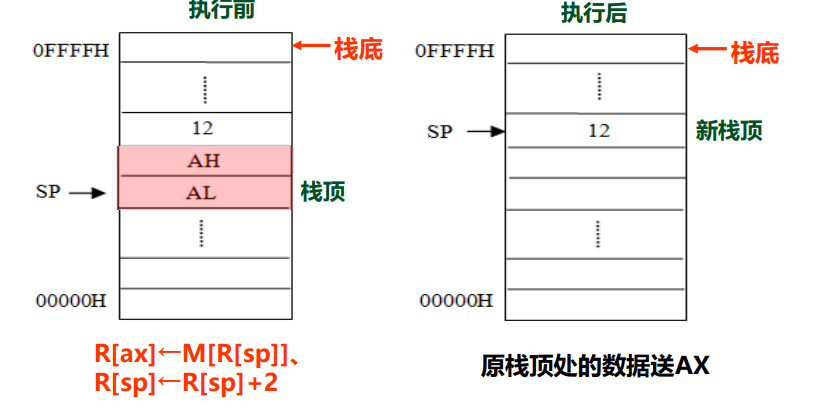 执行前
0FFFFH
栈底
12
AH
SP
AL
栈顶
00000H
R[ax]←M[R[sp]]、
R[sp]←R[sp]+2
执行后
0FFFFH
栈底
SP
12
新栈顶
00000H
原栈顶处的数据送AX